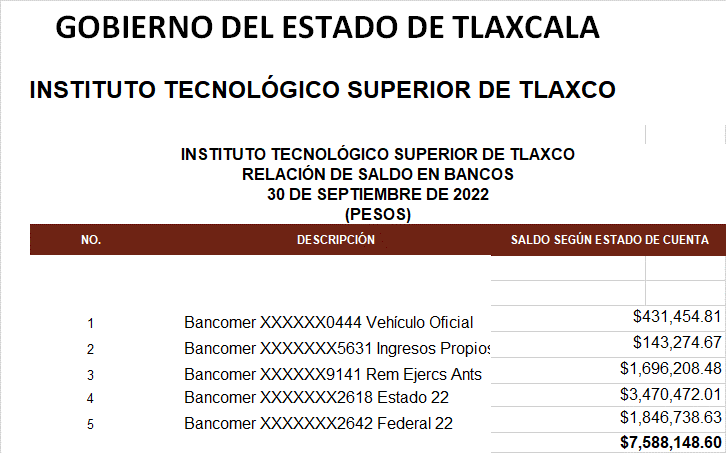 GOBIERNO DEL ESTADO DE TLAXCALA
INSTITUTO TECNOLÓGICO SUPERIOR DE TLAXCO
INSTITUTO TECNOLÓGICO SUPERIOR DE TLAXCO
RELACIÓN DE SALDO EN BANCOS
30 DE SEPTIEMBRE DE 2022
(PESOS)
NO. DESCRIPCIÓN SALDO SEGÚN ESTADO DE CUENTA
1 Bancomer XXXXXX0444 Vehículo Oficial $431,454.81
2 Bancomer XXXXXXX5631 Ingresos Propios $143,274.67
3 Bancomer XXXXXX9141 Rem Ejercs Ants $1,696,208.48
4 Bancomer XXXXXXX2618 Estado 22 $3,470,472.01
5 Bancomer XXXXXXX2642 Federal 22 $1,846,738.63
$7,588,148.60